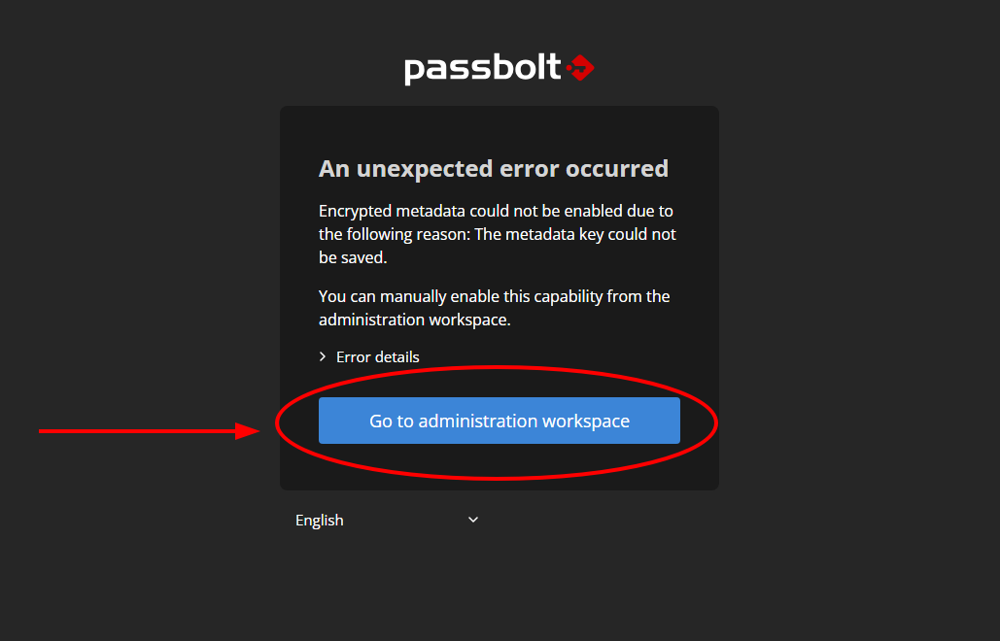 passbolt
An unexpected error occurred
Encrypted metadata could not be enabled due to
the following reason: The metadata key could not
be saved.
You can manually enable this capability from the
administration workspace.
Error details
Go to administration workspace
English